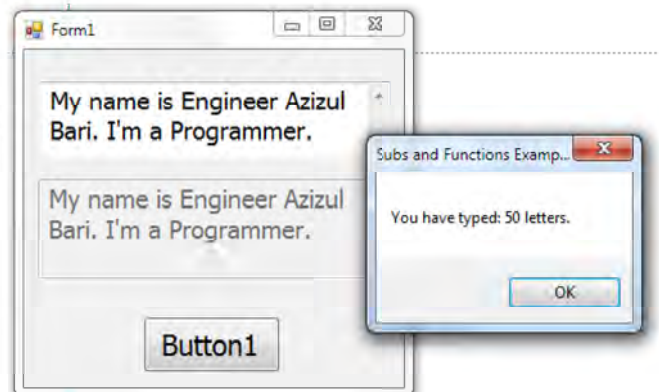 Form1
My name is Engineer Azizul
Bari. I'm a Programmer.
My name is Engineer Azizul
Bari. I'm a Programmer.
Button1
Subs and Functions Examp...
You have typed: 50 letters.
OK